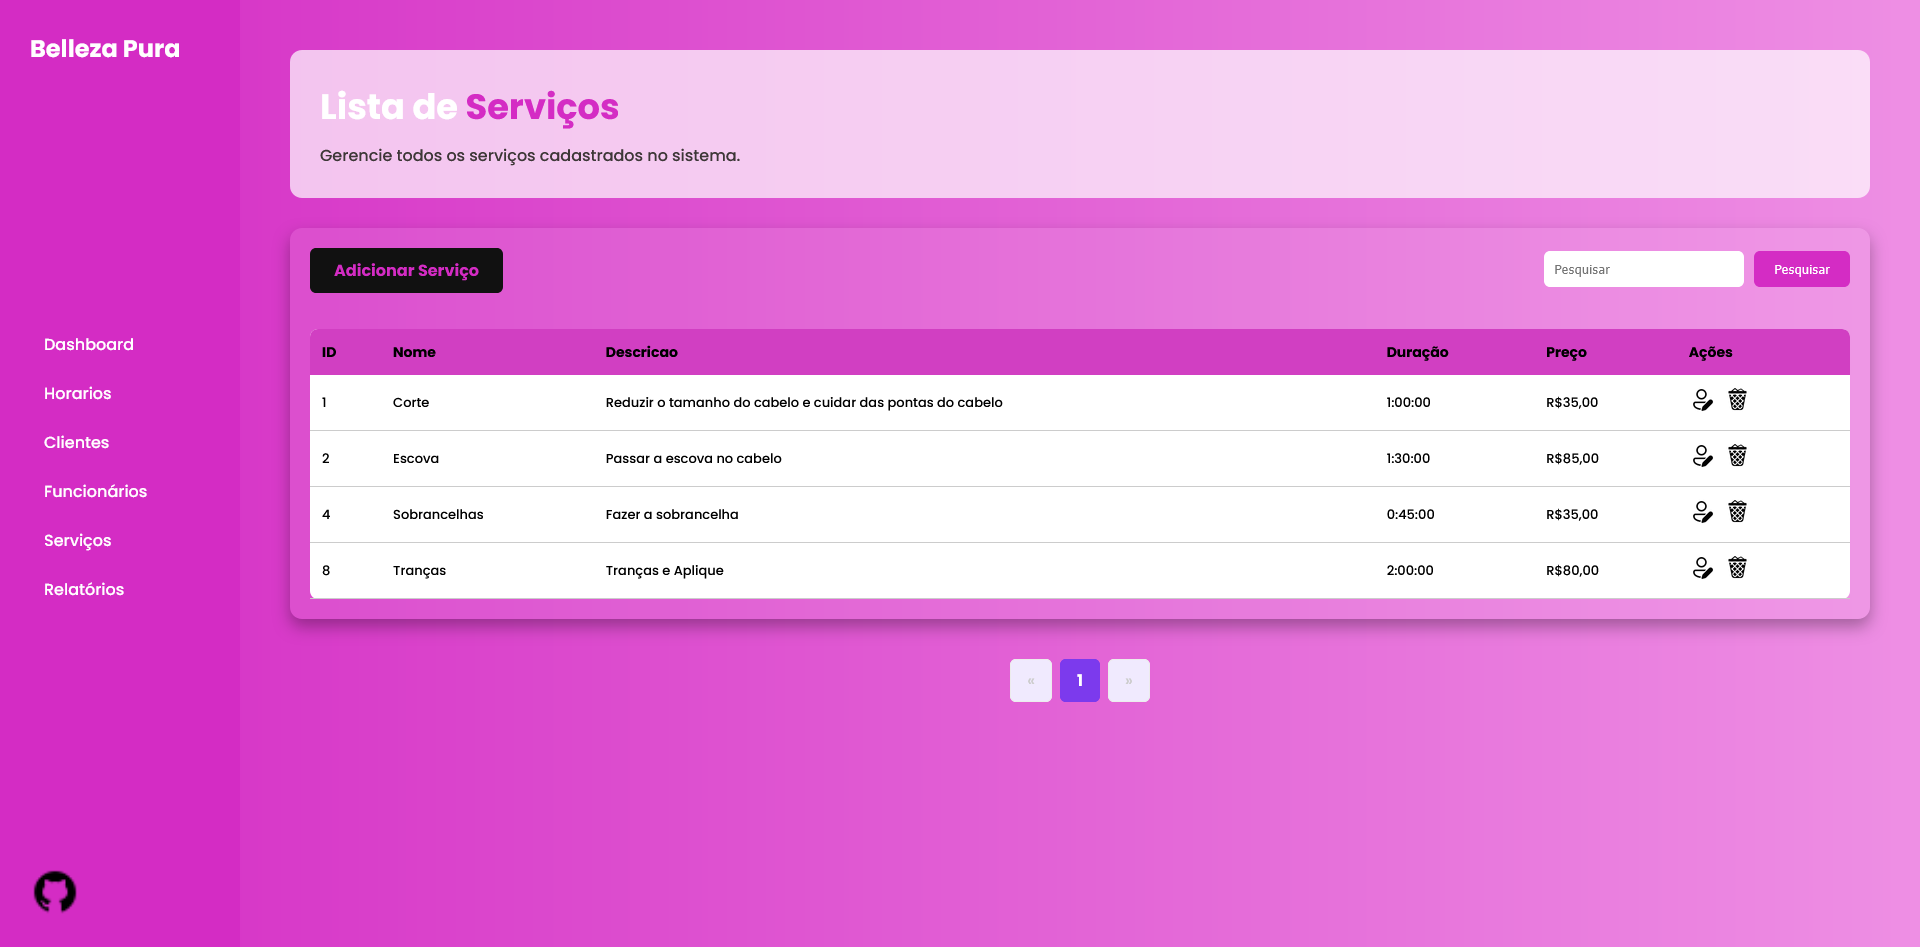 Belleza Pura
Dashboard
Horarios
Clientes
Funcionários
Serviços
Relatórios
Lista de Serviços
Gerencie todos os serviços cadastrados no sistema.
Adicionar Serviço
Pesquisar Pesquisar
ID Nome Descricao Duração Preço Ações
1 Corte Reduzir o tamanho do cabelo e cuidar das pontas do cabelo 1:00:00 R$35,00
2 Escova Passar a escova no cabelo 1:30:00 R$85,00
4 Sobrancelhas Fazer a sobrancelha 0:45:00 R$35,00
8 Tranças Tranças e Aplique 2:00:00 R$80,00
« 1 »